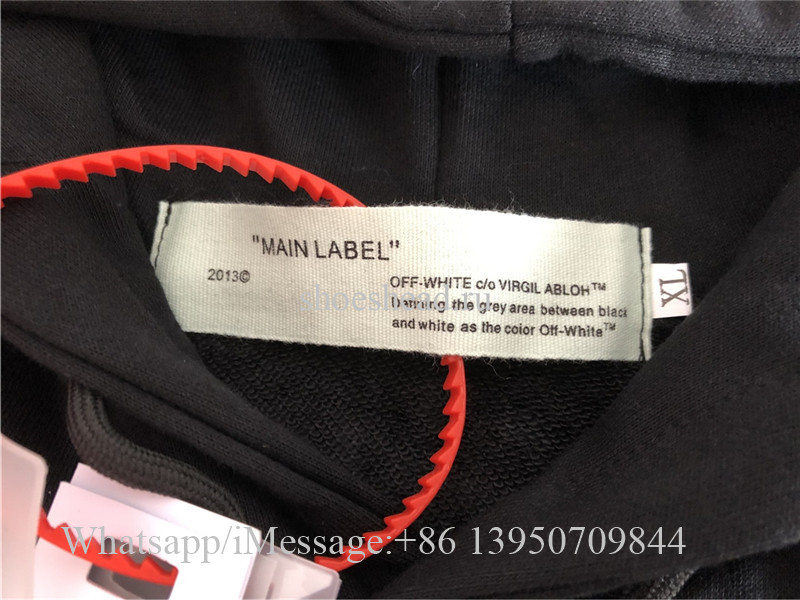 "MAIN LABEL"
2013©
OFF-WHITE c/o VIRGIL ABLOH™
the grey area between black
and white as the color Off-White™
XL
Whatsapp/iMessage:+86 13950709844